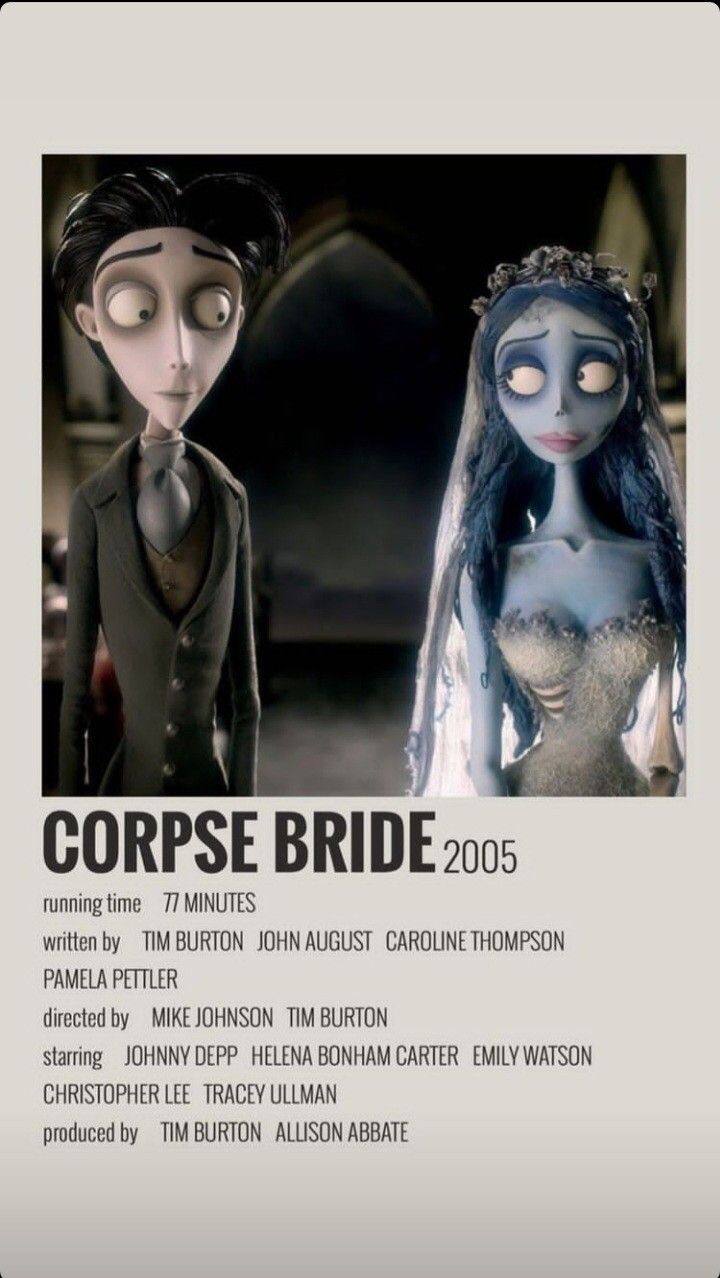 CORPSE BRIDE 2005
running time 77 MINUTES
written by TIM BURTON JOHN AUGUST CAROLINE THOMPSON
PAMELA PETTLER
directed by MIKE JOHNSON TIM BURTON
starring JOHNNY DEPP HELENA BONHAM CARTER EMILY WATSON
CHRISTOPHER LEE TRACEY ULLMAN
produced by TIM BURTON ALLISON ABBATE